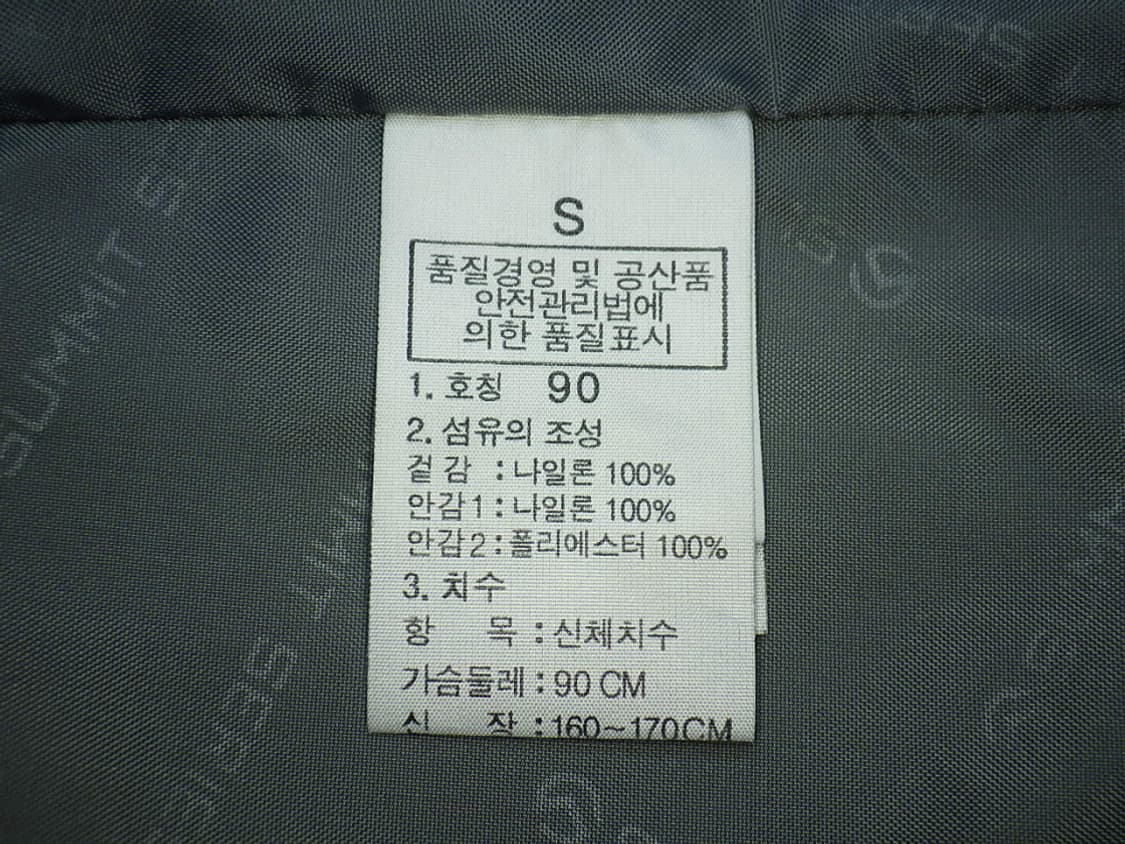 S
품질경영 및 공산품
안전관리법에
의한 품질표시
1. 호칭 90
2. 섬유의 조성
겉 감 : 나일론 100%
안감1 : 나일론 100%
안감2 : 폴리에스터 100%
3. 치수
항 목 : 신체치수
가슴둘레 : 90 CM
신 장 : 160~170CM
SUMMIT